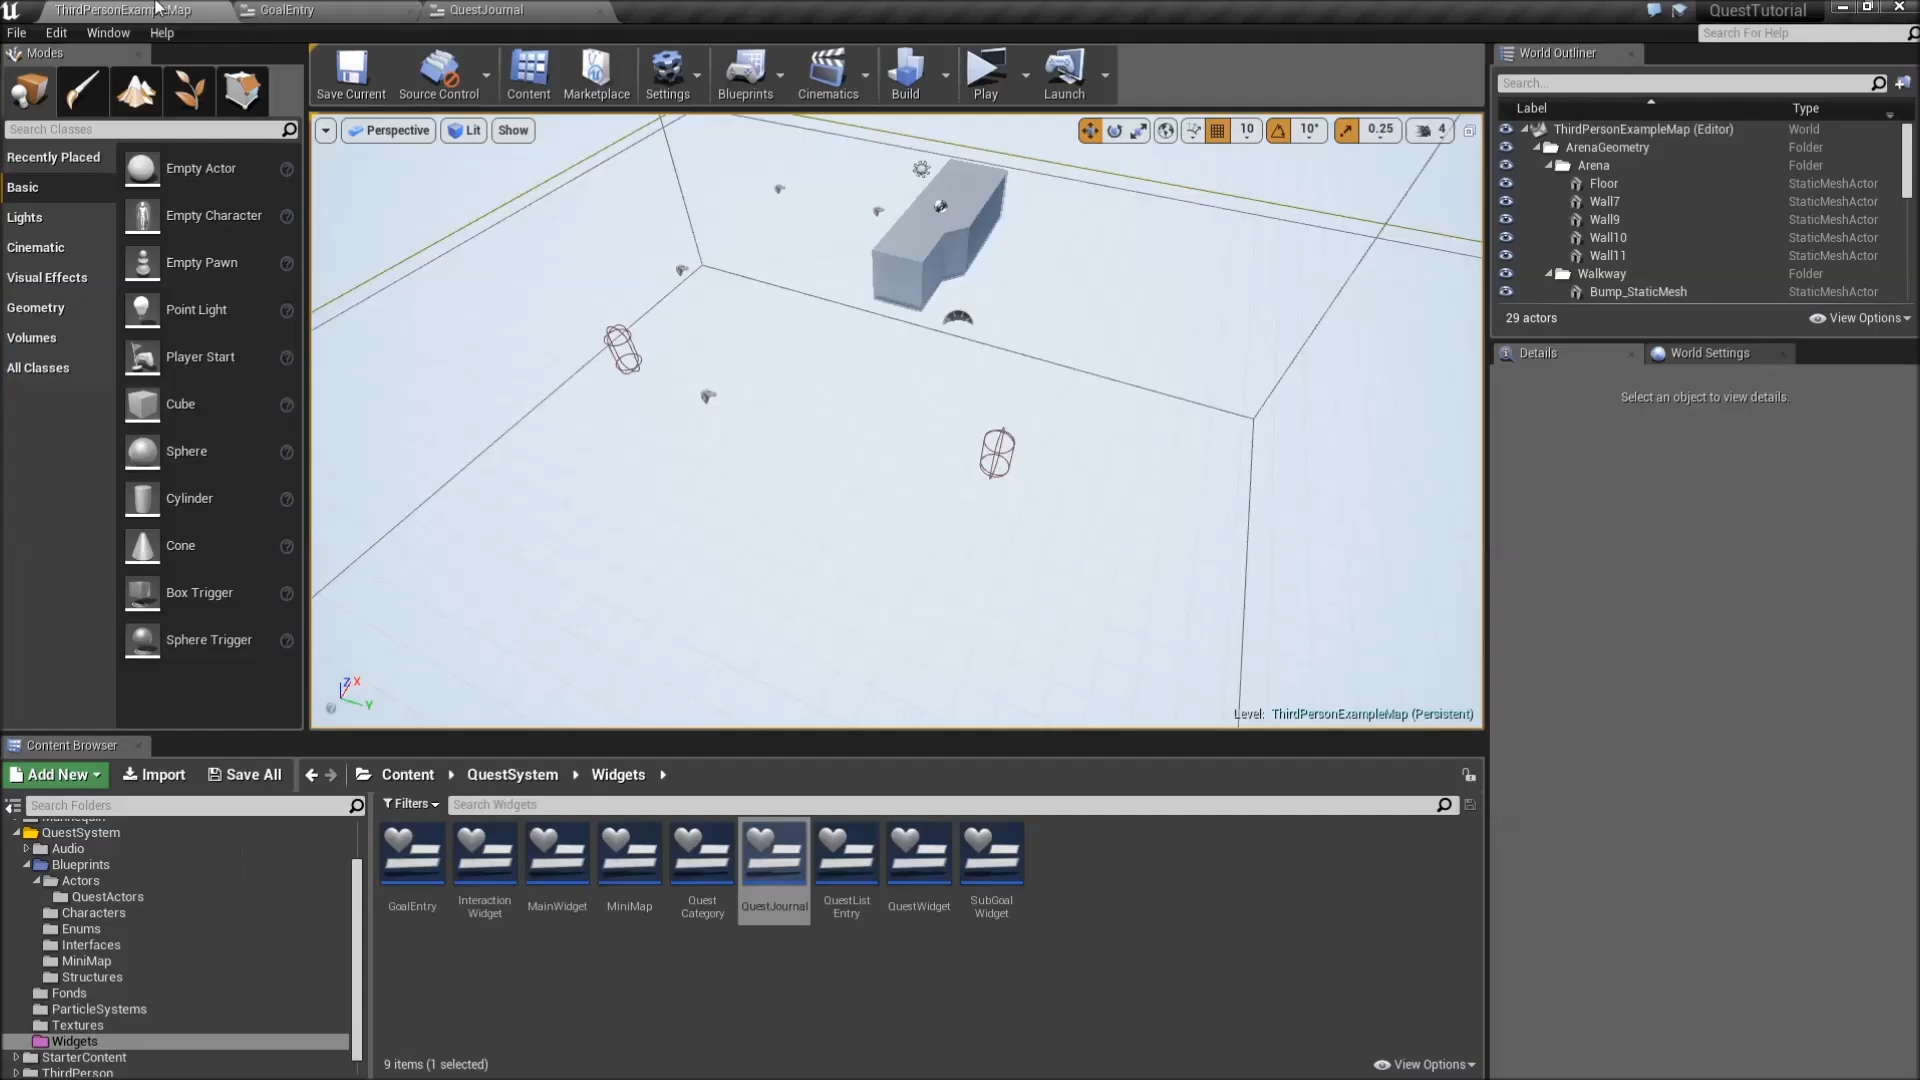 ThirdPersonExampleMap
GoalEntry
QuestJournal
QuestTutorial
File Edit Window Help
Search For Help
Modes
Save Current
Source Control
Content
Marketplace
Settings
Blueprints
Cinematics
Build
Play
Launch
World Outliner
Search...
Search Classes
Label Type
Perspective Lit Show
10 10° 0.25 4
Recently Placed
Basic
Lights
Cinematic
Visual Effects
Geometry
Volumes
All Classes
Empty Actor
Empty Character
Empty Pawn
Point Light
Player Start
Cube
Sphere
Cylinder
Cone
Box Trigger
Sphere Trigger
ThirdPersonExampleMap (Editor) World
ArenaGeometry Folder
Arena Folder
Floor StaticMeshActor
Wall7 StaticMeshActor
Wall9 StaticMeshActor
Wall10 StaticMeshActor
Wall11 StaticMeshActor
Walkway Folder
Bump_StaticMesh StaticMeshActor
29 actors View Options
Details World Settings
Select an object to view details.
Z X
Y
Level: ThirdPersonExampleMap (Persistent)
Content Browser
Add New Import Save All Content QuestSystem Widgets
Search Folders
Filters Search Widgets
QuestSystem
Audio
Blueprints
Actors
QuestActors
Characters
Enums
Interfaces
MiniMap
Structures
Fonds
ParticleSystems
Textures
Widgets
StarterContent
ThirdPerson
GoalEntry
Interaction
Widget
MainWidget
MiniMap
Quest
Category
QuestJournal
QuestList
Entry
QuestWidget
SubGoal
Widget
9 items (1 selected) View Options